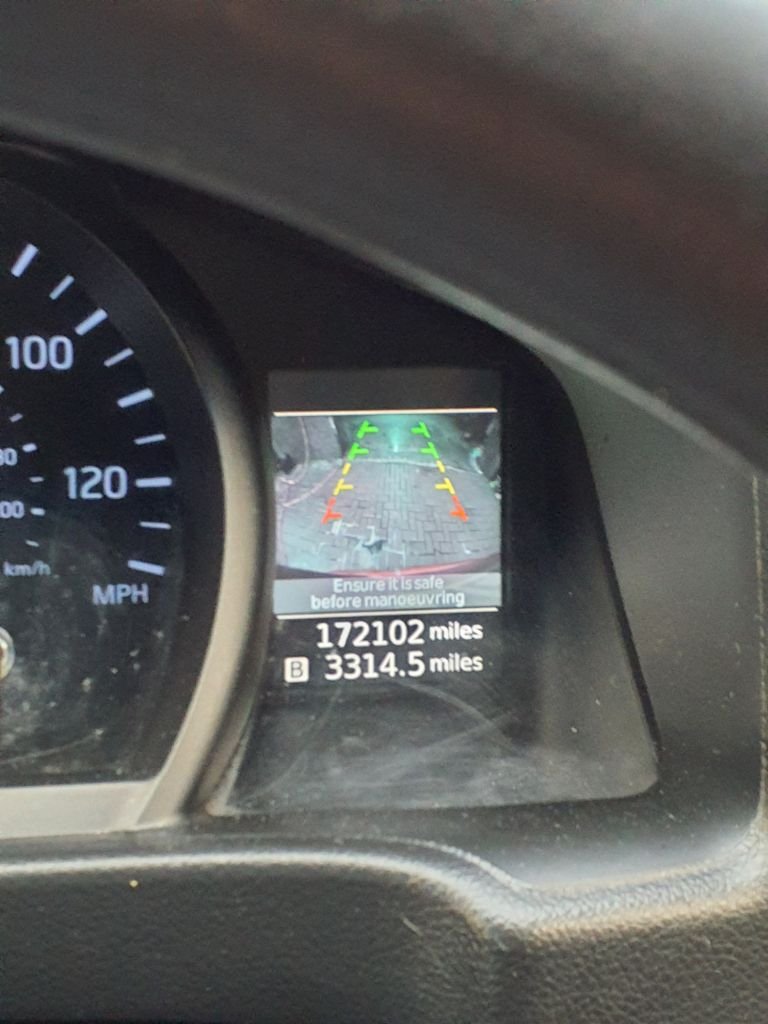 100
120
km/h
MPH
Ensure it is safe
before manoeuvring
172102 miles
B 3314.5 miles